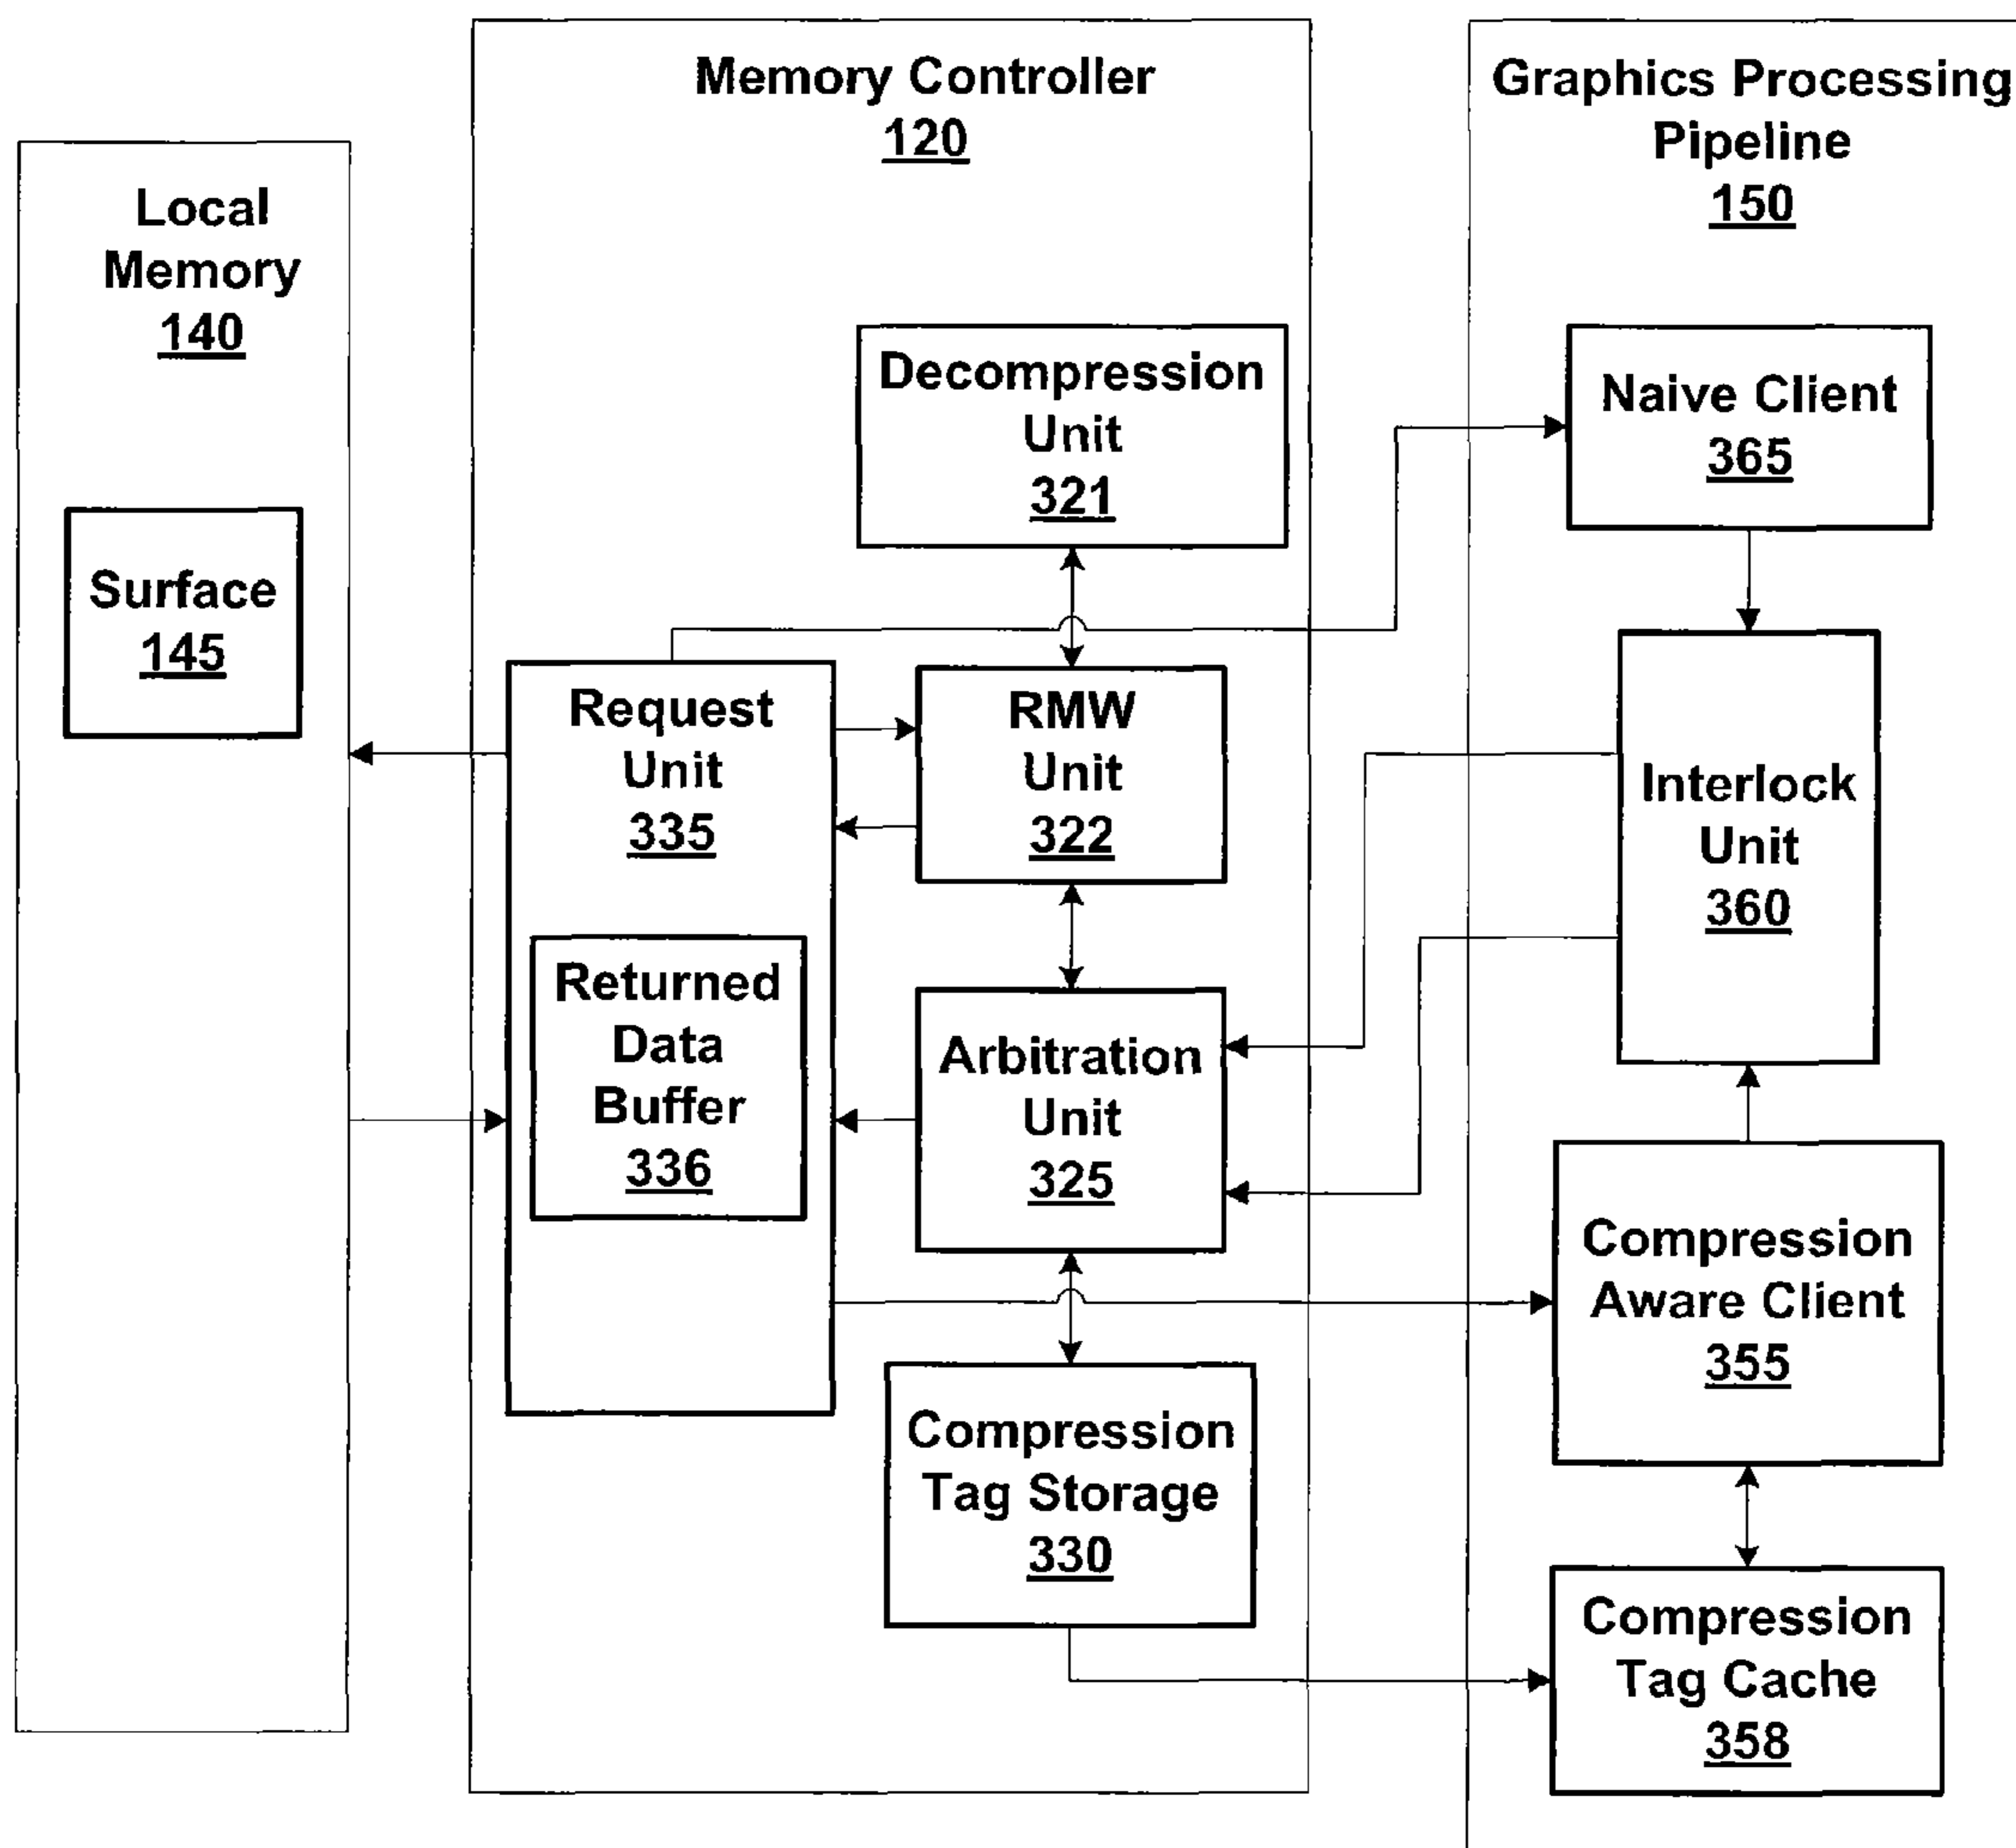 Memory Controller
120
Graphics Processing
Pipeline
150
Local
Memory
140
Surface
145
Decompression
Unit
321
Naive Client
365
Request
Unit
335
RMW
Unit
322
Interlock
Unit
360
Returned
Data
Buffer
336
Arbitration
Unit
325
Compression
Aware Client
355
Compression
Tag Storage
330
Compression
Tag Cache
358